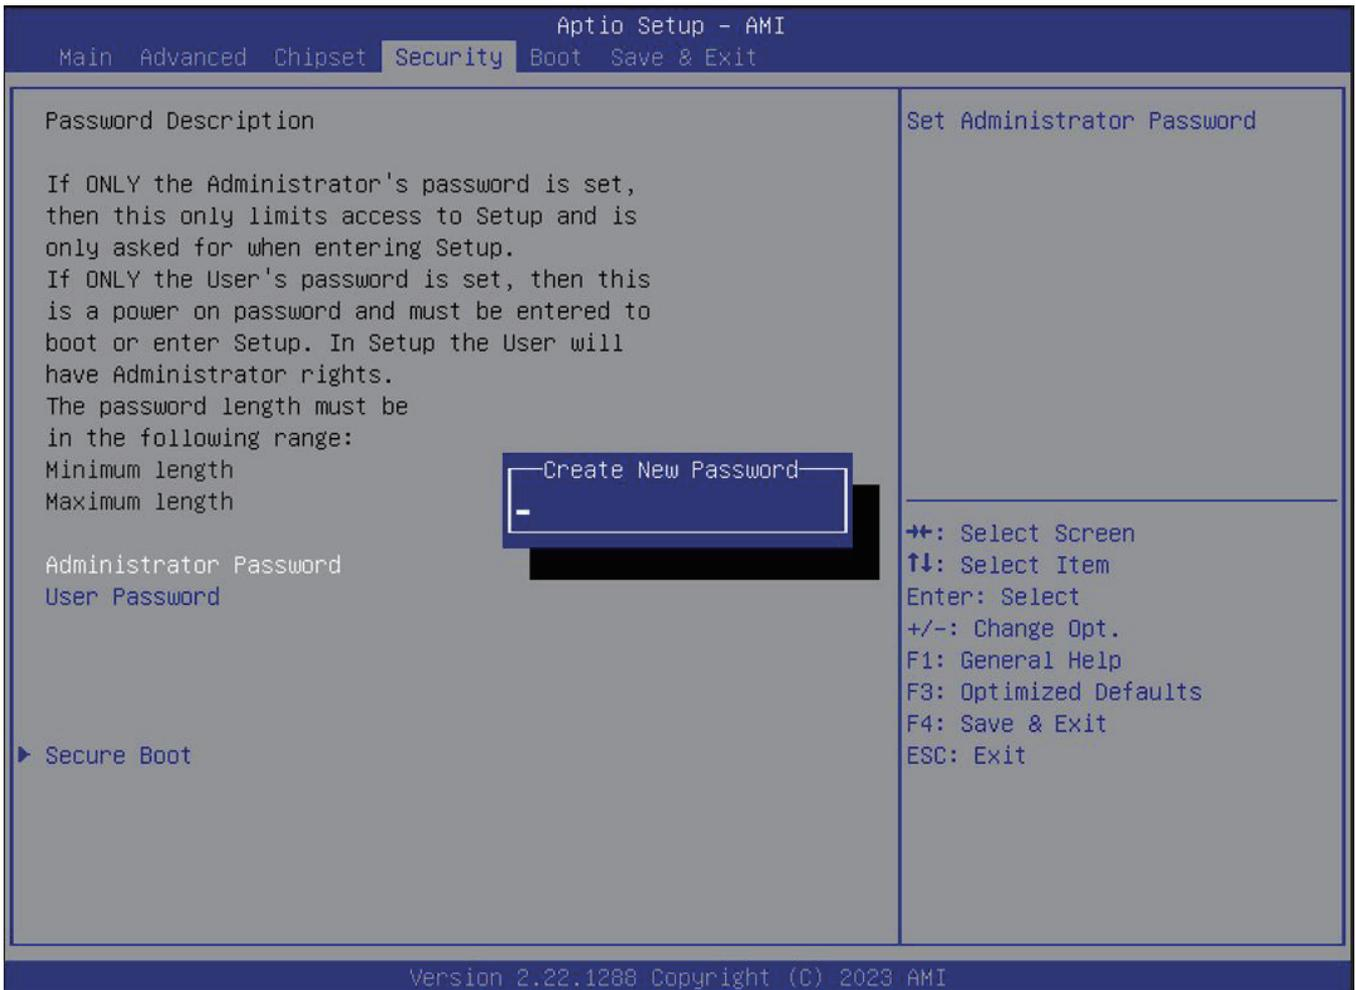 Aptio Setup – AMI
Main Advanced Chipset Security Boot Save & Exit
Password Description
If ONLY the Administrator's password is set,
then this only limits access to Setup and is
only asked for when entering Setup.
If ONLY the User's password is set, then this
is a power on password and must be entered to
boot or enter Setup. In Setup the User will
have Administrator rights.
The password length must be
in the following range:
Minimum length
Maximum length
Administrator Password
User Password
Secure Boot
Create New Password
Set Administrator Password
→←: Select Screen
↑↓: Select Item
Enter: Select
+/–: Change Opt.
F1: General Help
F3: Optimized Defaults
F4: Save & Exit
ESC: Exit
Version 2.22.1288 Copyright (C) 2023 AMI